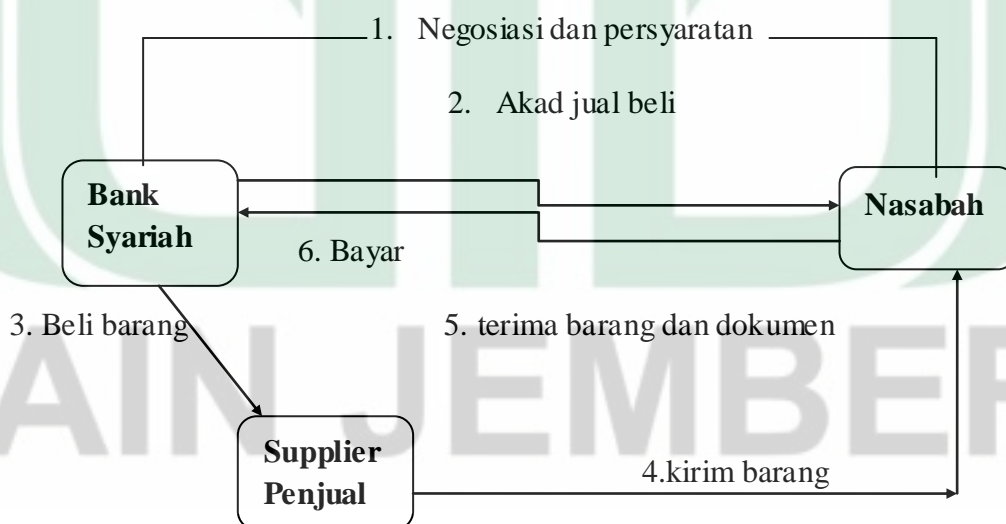 1. Negosiasi dan persyaratan
2. Akad jual beli
Bank
Syariah
Nasabah
6. Bayar
3. Beli barang
5. terima barang dan dokumen
AIN JEMBER
Supplier
Penjual
4.kirim barang